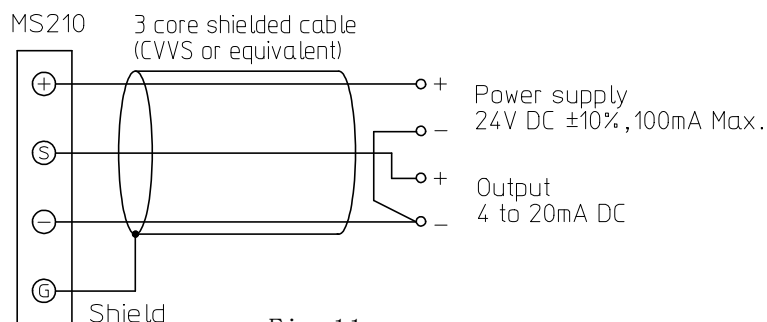 MS210
3 core shielded cable
(CVVS or equivalent)
+
+
Power supply
−
24V DC ±10%, 100mA Max.
S
+
Output
−
−
4 to 20mA DC
G
Shield